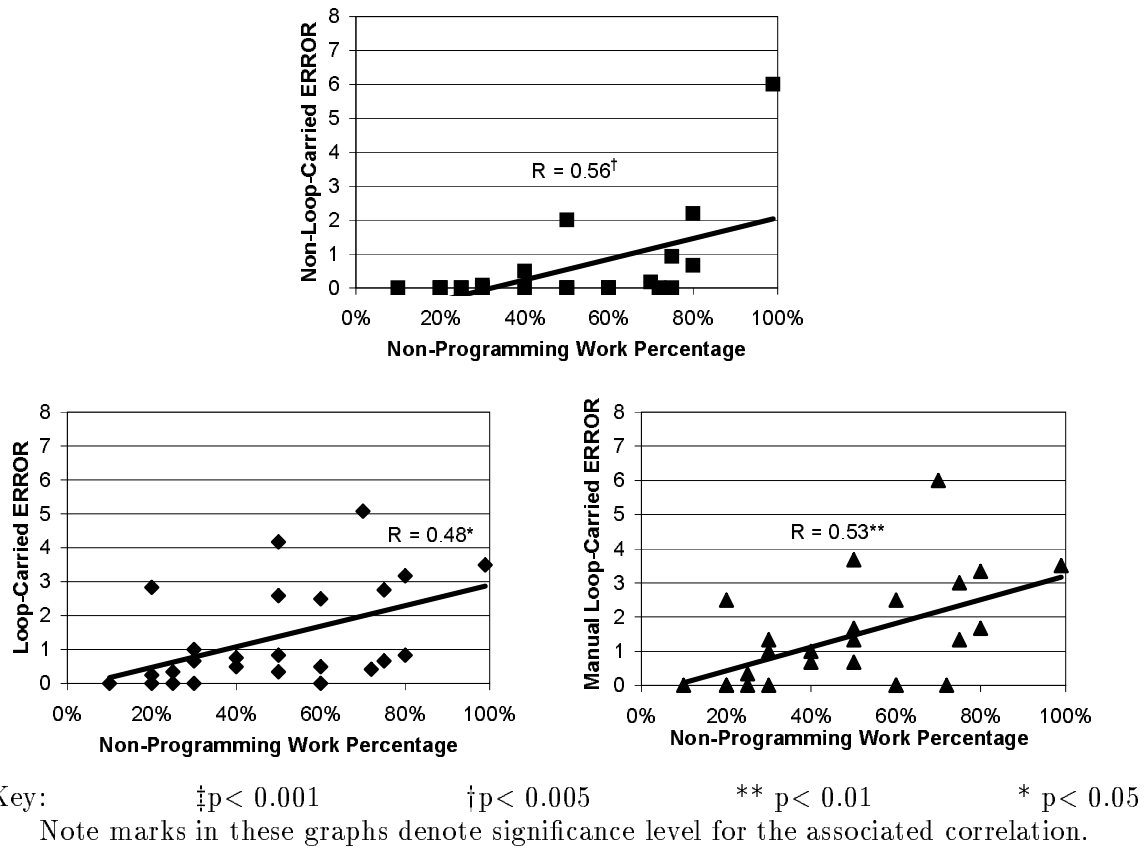 8
7
6
5
4
3
2
1
0
Non-Loop-Carried ERROR
R = 0.56†
0% 20% 40% 60% 80% 100%
Non-Programming Work Percentage
8
7
6
5
4
3
2
1
0
Loop-Carried ERROR
R = 0.48*
0% 20% 40% 60% 80% 100%
Non-Programming Work Percentage
8
7
6
5
4
3
2
1
0
Manual Loop-Carried ERROR
R = 0.53**
0% 20% 40% 60% 80% 100%
Non-Programming Work Percentage
Key: ‡p< 0.001 †p< 0.005 ** p< 0.01 * p< 0.05
Note marks in these graphs denote significance level for the associated correlation.